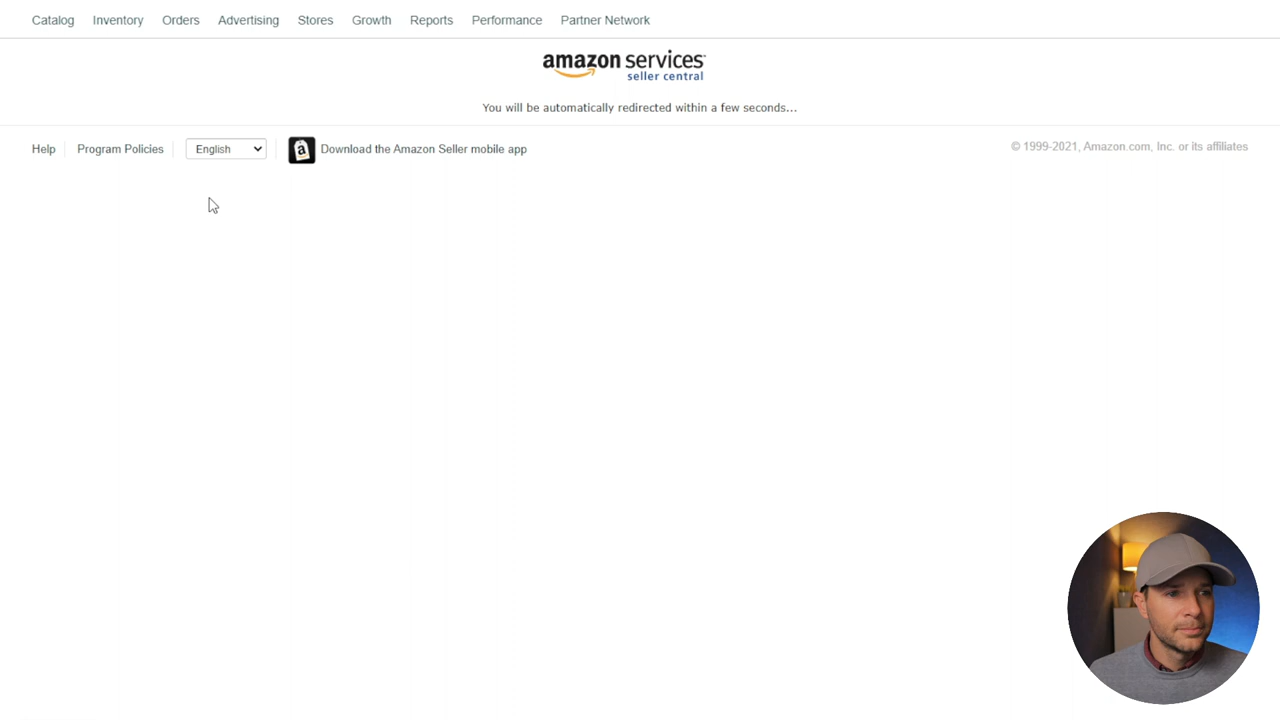 Catalog Inventory Orders Advertising Stores Growth Reports Performance Partner Network
amazon services
seller central
You will be automatically redirected within a few seconds...
Help Program Policies English Download the Amazon Seller mobile app © 1999-2021, Amazon.com, Inc. or its affiliates